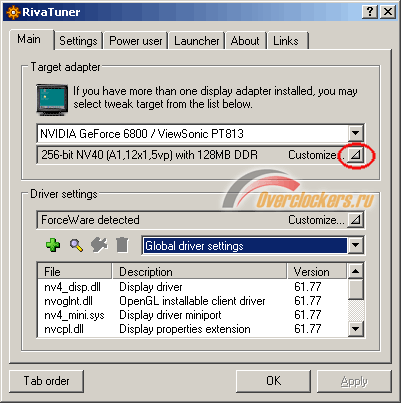 RivaTuner
Main Settings Power user Launcher About Links
Target adapter
If you have more than one display adapter installed, you may
select tweak target from the list below.
NVIDIA GeForce 6800 / ViewSonic PT813
256-bit NV40 (A1,12x1,5vp) with 128MB DDR Customize...
Overclockers.ru
Driver settings
ForceWare detected Customize...
Global driver settings
File Description Version
nv4_disp.dll Display driver 61.77
nvoglnt.dll OpenGL installable client driver 61.77
nv4_mini.sys Display driver miniport 61.77
nvcpl.dll Display properties extension 61.77
Tab order OK Apply